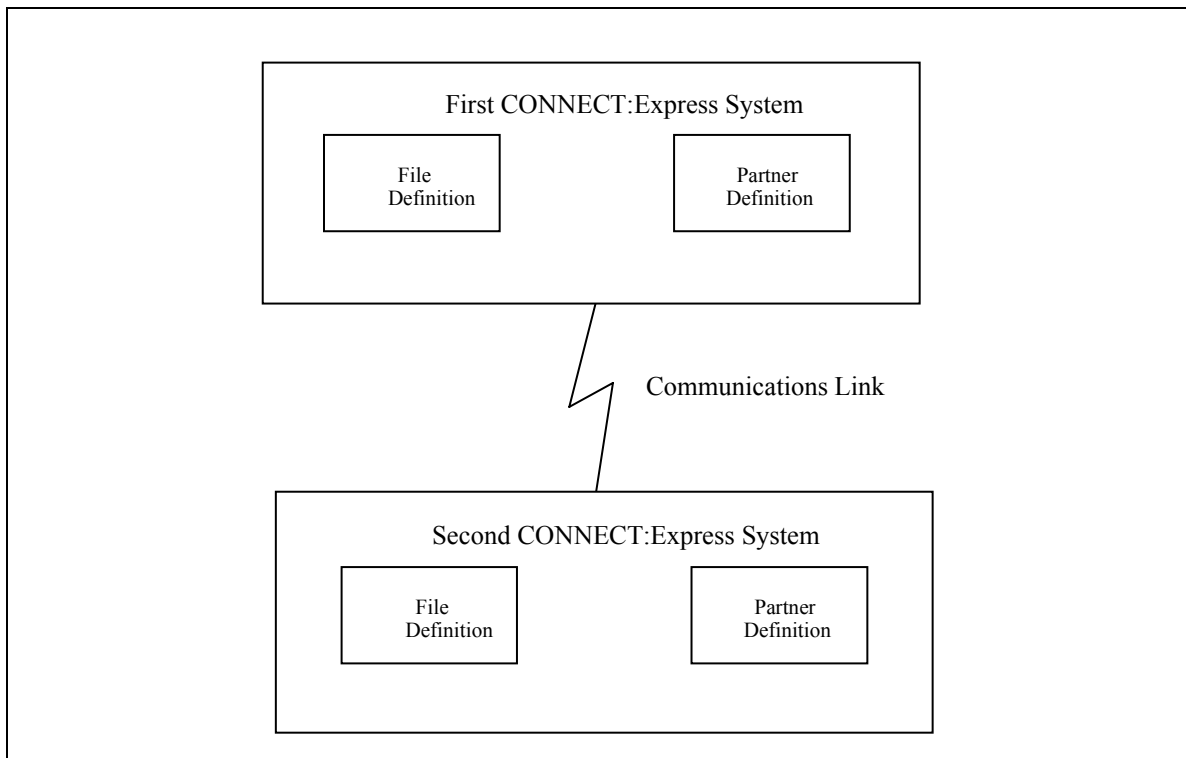 First CONNECT:Express System
File
Definition
Partner
Definition
Communications Link
Second CONNECT:Express System
File
Definition
Partner
Definition